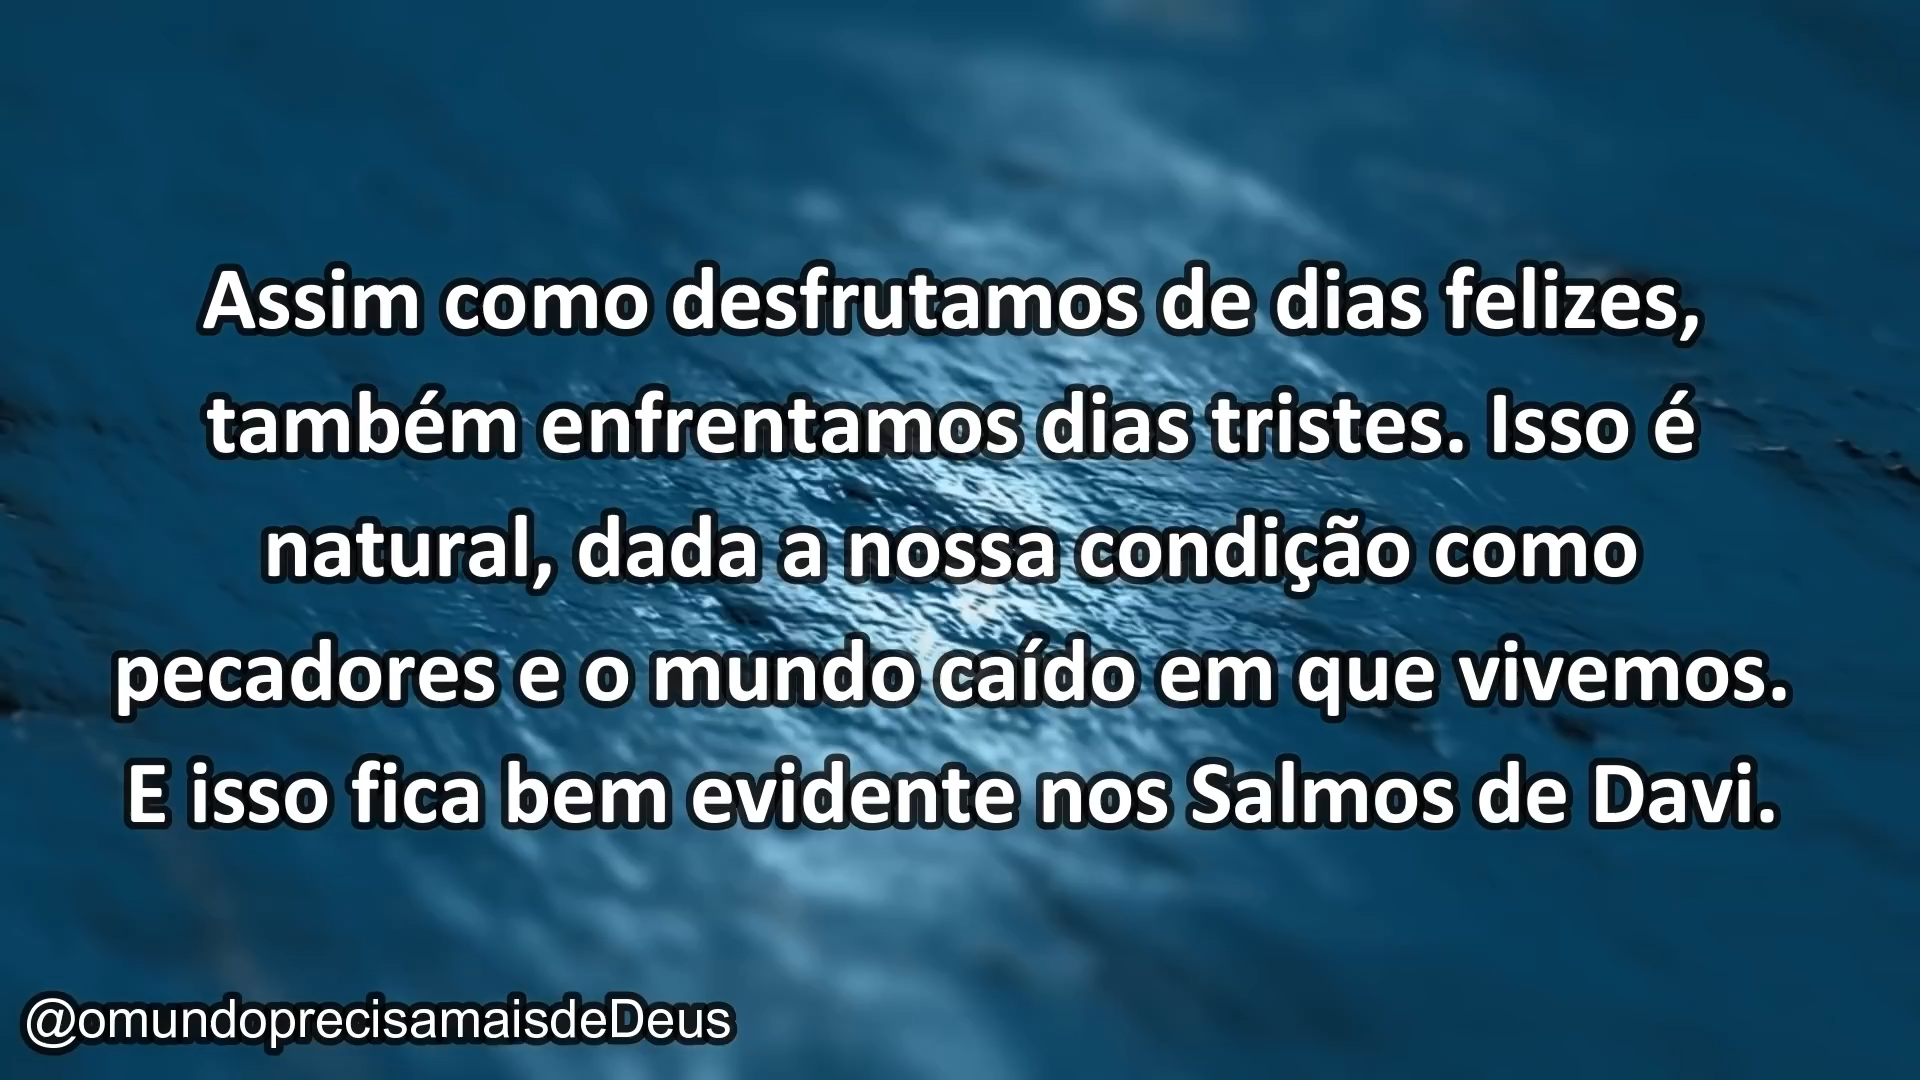 Assim como desfrutamos de dias felizes,
também enfrentamos dias tristes. Isso é
natural, dada a nossa condição como
pecadores e o mundo caído em que vivemos.
E isso fica bem evidente nos Salmos de Davi.
@omundoprecisamaisdeDeus